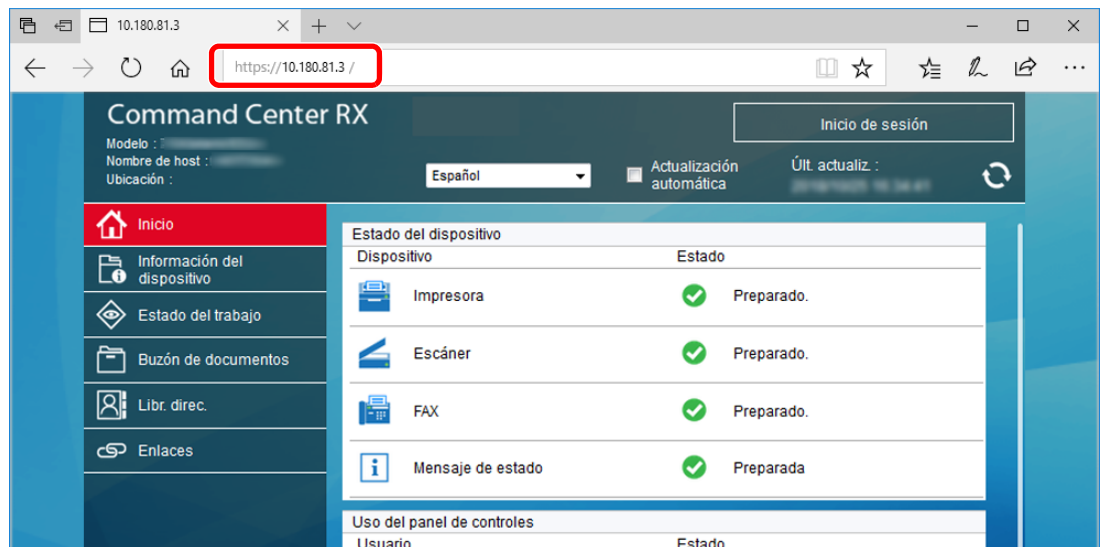 10.180.81.3
https://10.180.81.3 /
Command Center RX
Modelo :
Nombre de host :
Ubicación :
Español
Actualización
automática
Inicio de sesión
Últ. actualiz. :
Inicio
Información del
dispositivo
Estado del trabajo
Buzón de documentos
Libr. direc.
Enlaces
Estado del dispositivo
Dispositivo Estado
Impresora Preparado.
Escáner Preparado.
FAX Preparado.
Mensaje de estado Preparada
Uso del panel de controles
Usuario Estado